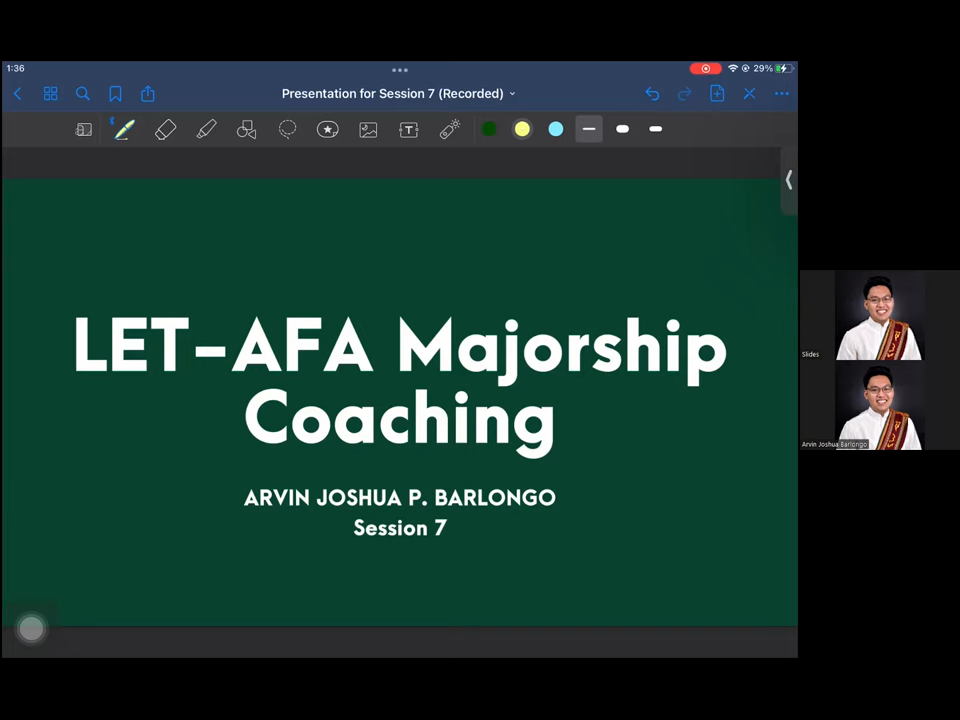 1:36
29%
Presentation for Session 7 (Recorded)
T
LET-AFA Majorship
Coaching
ARVIN JOSHUA P. BARLONGO
Session 7
Slides
Arvin Joshua Barlongo